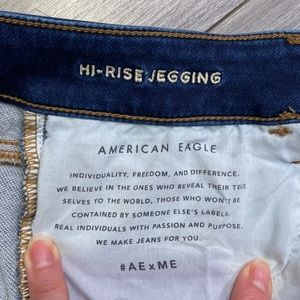 HI-RISE JEGGING
AMERICAN EAGLE
INDIVIDUALITY, FREEDOM, AND DIFFERENCE.
WE BELIEVE IN THE ONES WHO REVEAL THEIR TRUE
SELVES TO THE WORLD, THOSE WHO WON'T BE
CONTAINED BY SOMEONE ELSE'S LABELS.
REAL INDIVIDUALS WITH PASSION AND PURPOSE.
WE MAKE JEANS FOR YOU.
#AExME